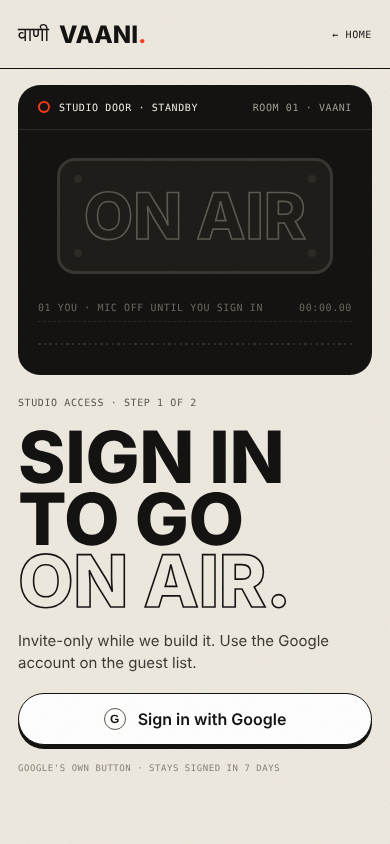 वाणी VAANI.
← HOME
STUDIO DOOR · STANDBY
ROOM 01 · VAANI
ON AIR
01 YOU · MIC OFF UNTIL YOU SIGN IN
00:00.00
STUDIO ACCESS · STEP 1 OF 2
SIGN IN
TO GO
ON AIR.
Invite-only while we build it. Use the Google
account on the guest list.
G Sign in with Google
GOOGLE'S OWN BUTTON · STAYS SIGNED IN 7 DAYS